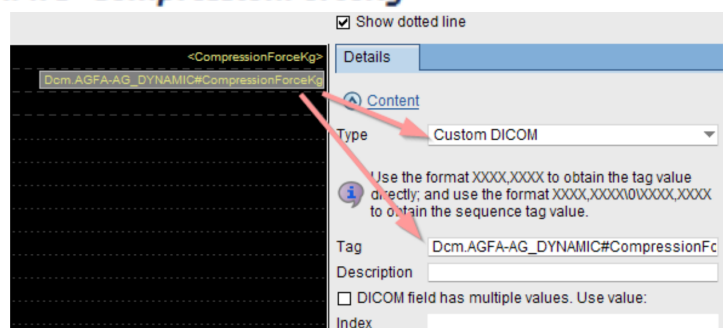 Show dotted line
<CompressionForceKg>
Dcm.AGFA-AG_DYNAMIC#CompressionForceKg
Details
Content
Type
Custom DICOM
Use the format XXXX,XXXX to obtain the tag value
directly; and use the format XXXX,XXXX\0\XXXX,XXXX
to obtain the sequence tag value.
Tag
Dcm.AGFA-AG_DYNAMIC#CompressionFc
Description
DICOM field has multiple values. Use value:
Index